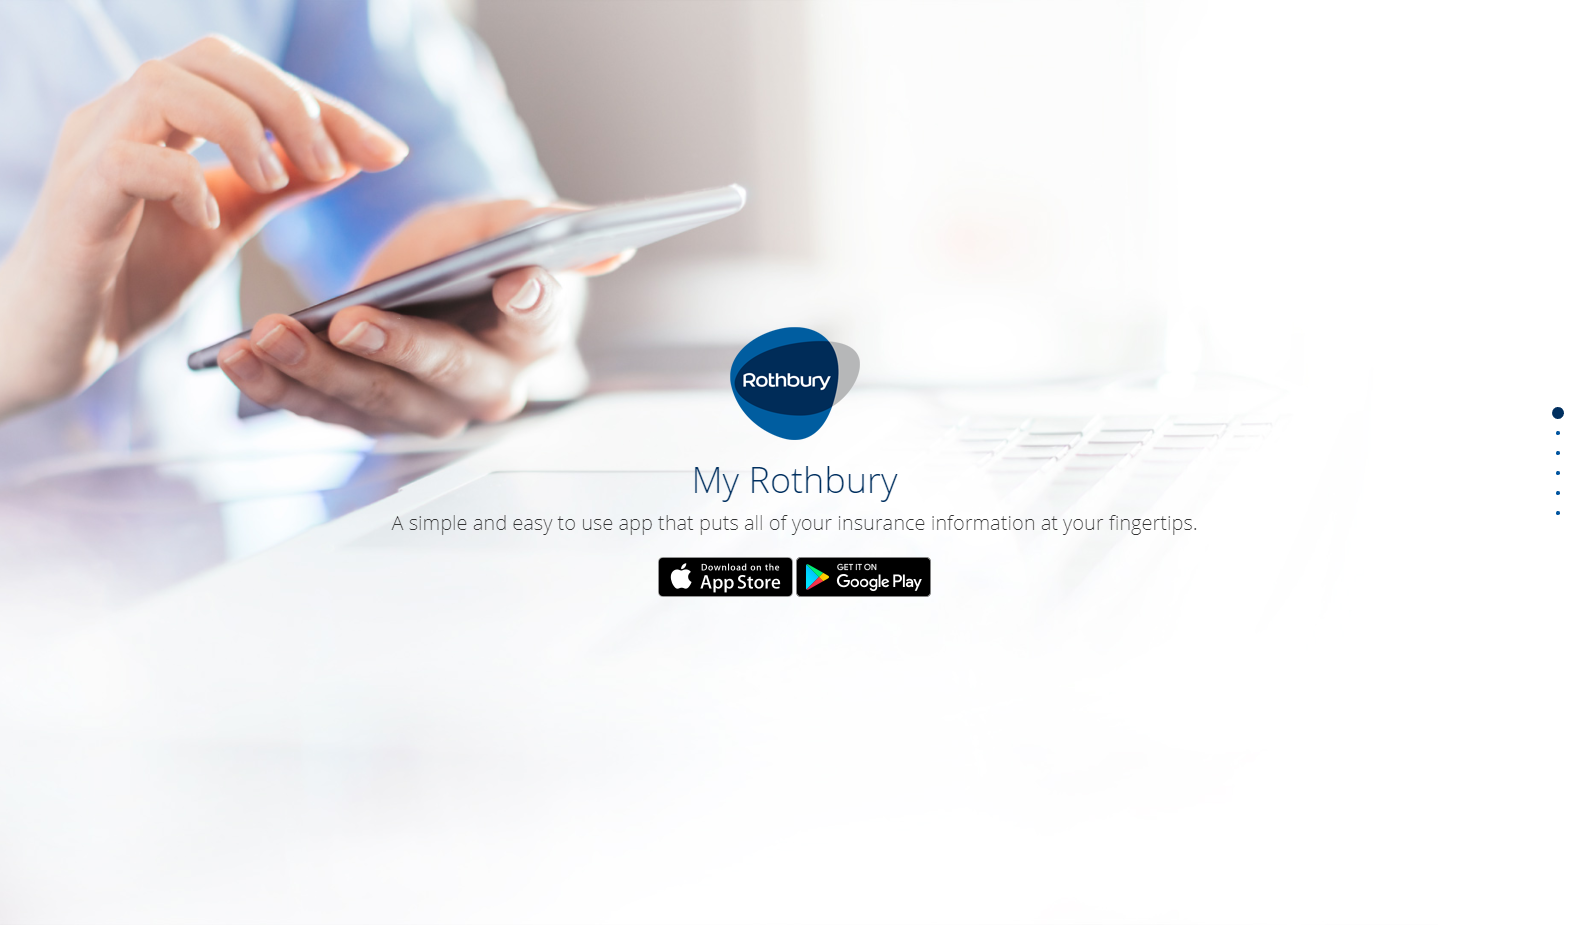 Rothbury
My Rothbury
A simple and easy to use app that puts all of your insurance information at your fingertips.
Download on the
App Store
GET IT ON
Google Play